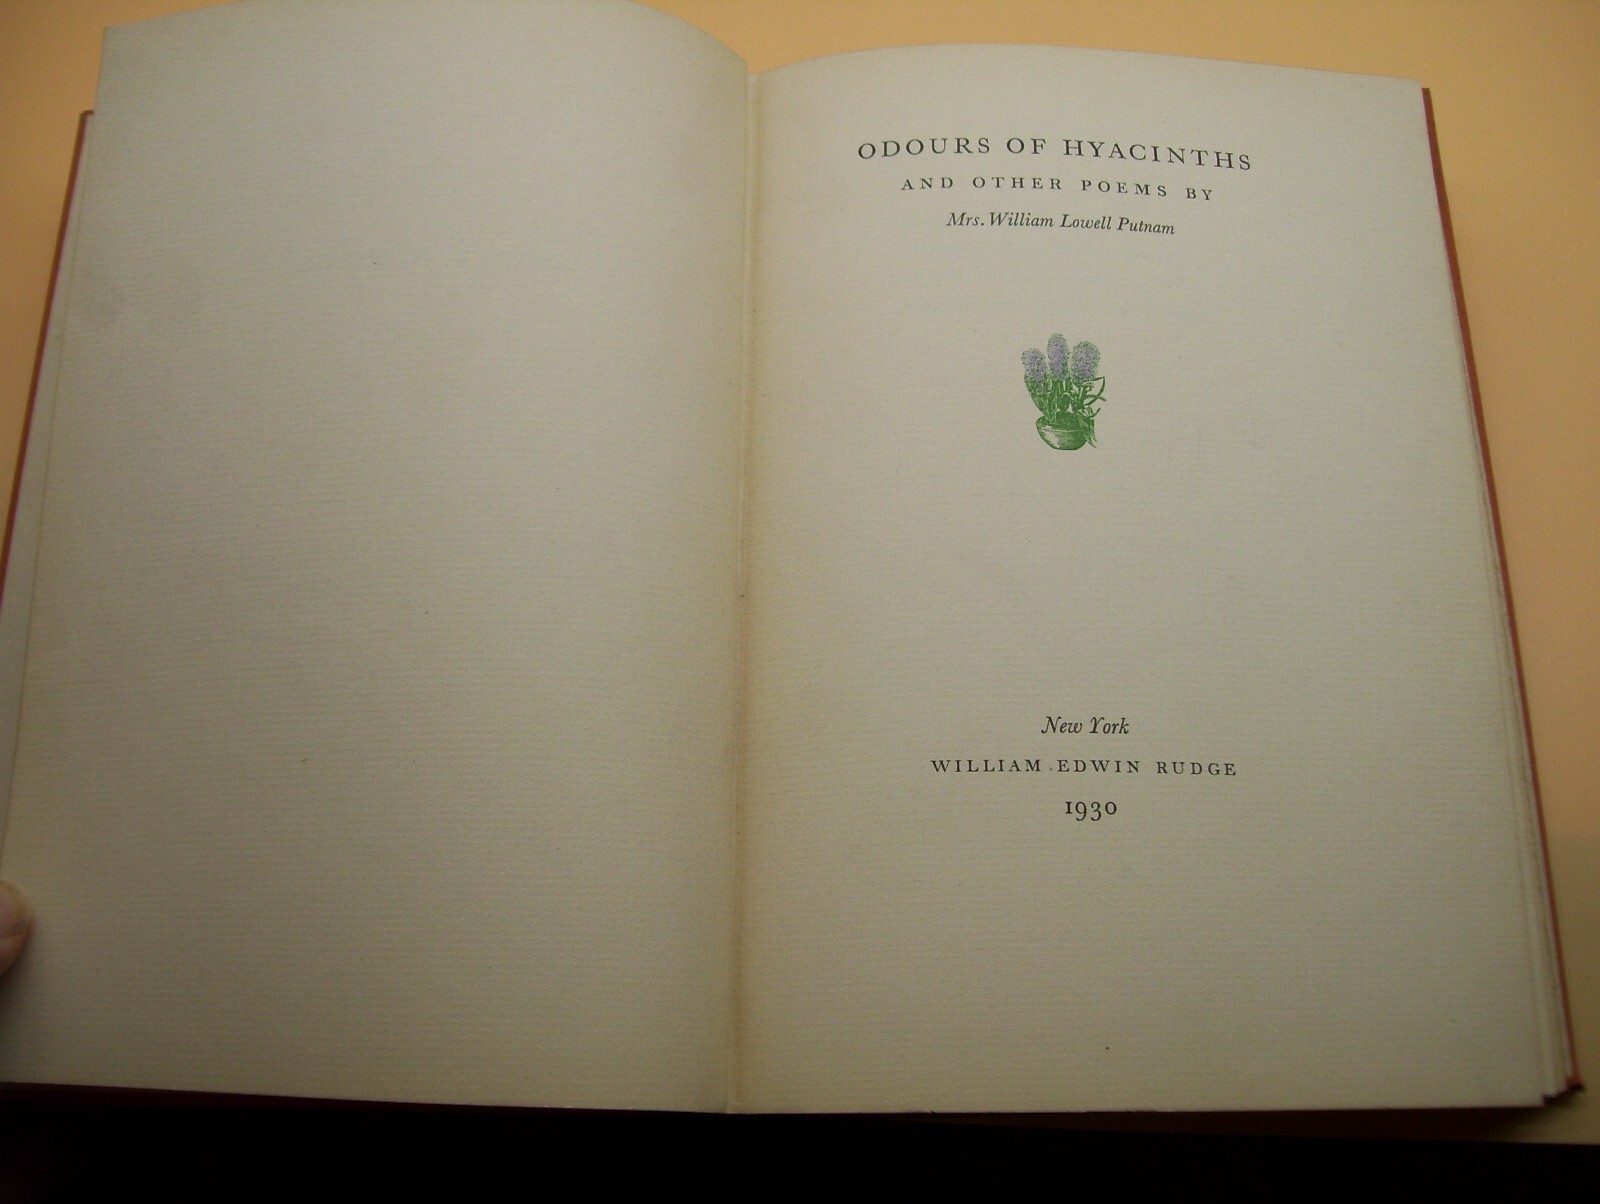 ODOURS OF HYACINTHS
AND OTHER POEMS BY
Mrs. William Lowell Putnam
New York
WILLIAM EDWIN RUDGE
1930